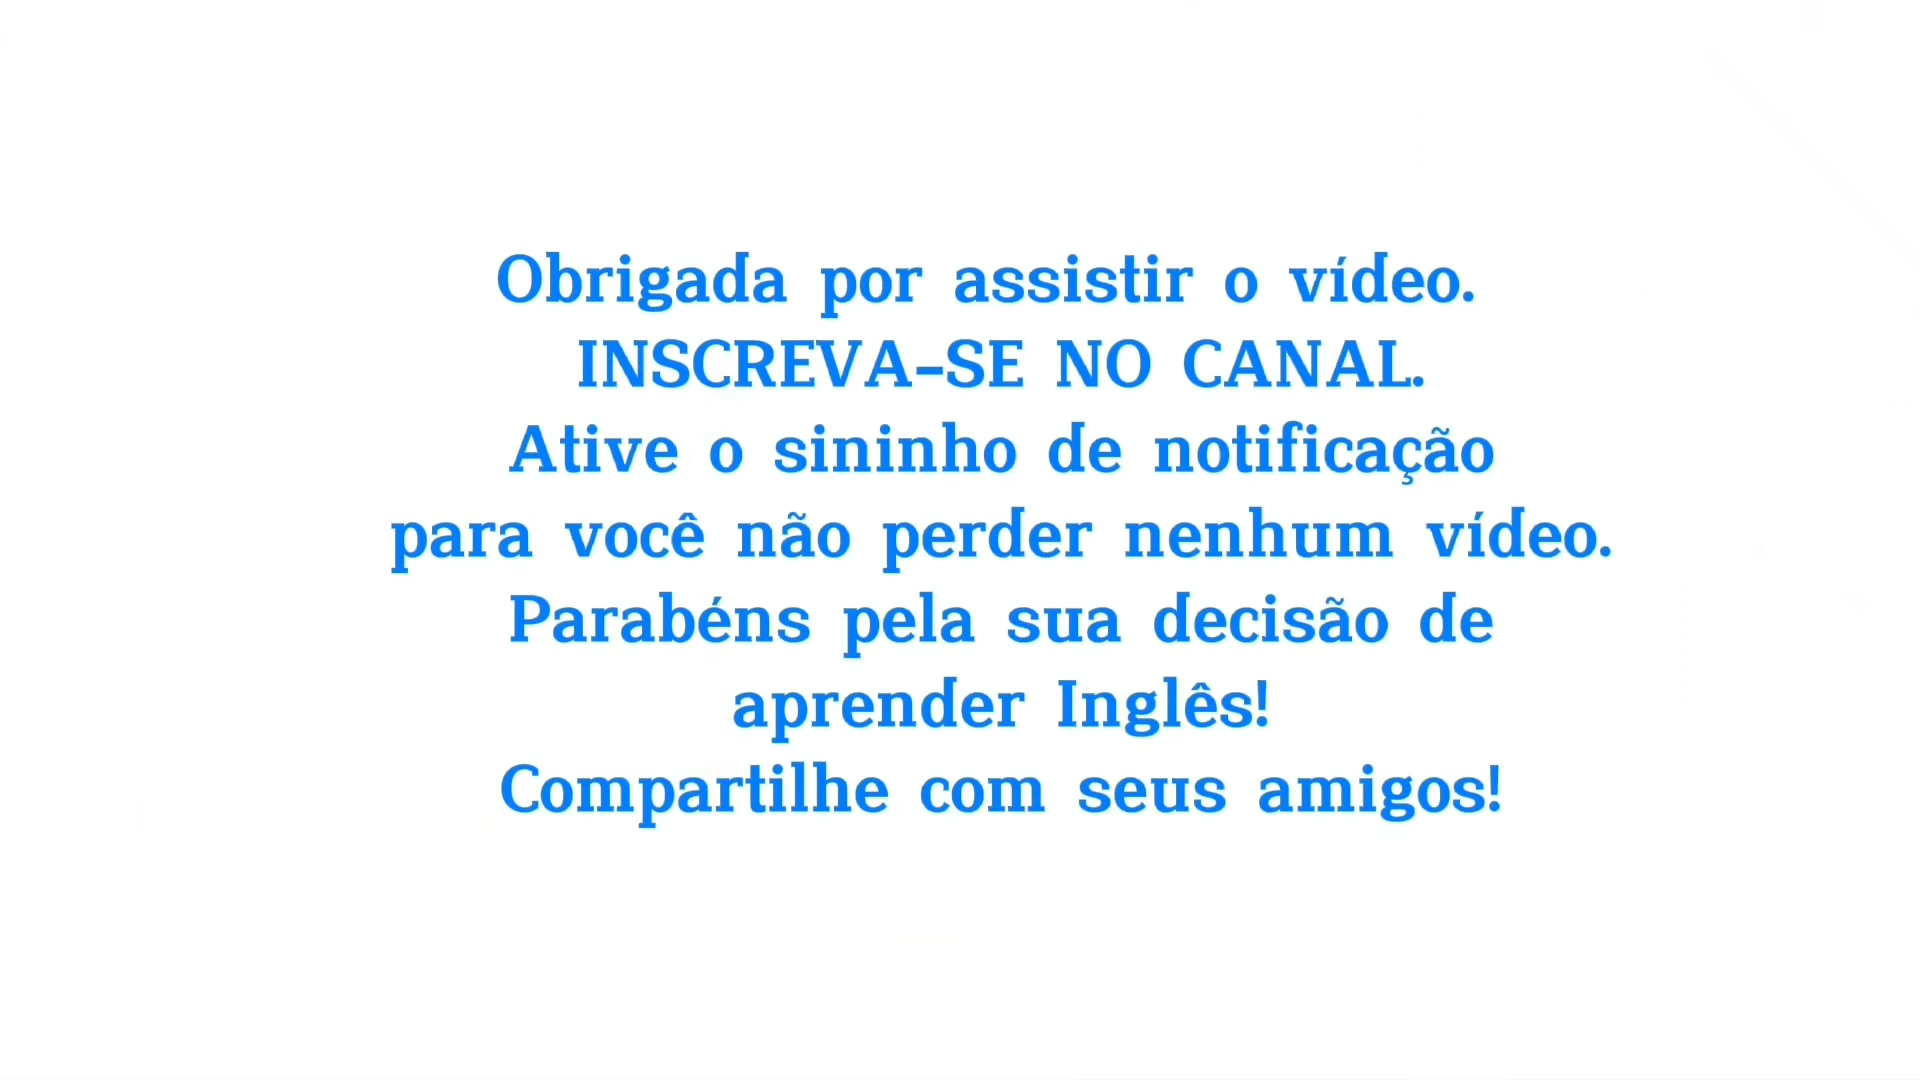 Obrigada por assistir o vídeo.
INSCREVA-SE NO CANAL.
Ative o sininho de notificação
para você não perder nenhum vídeo.
Parabéns pela sua decisão de
aprender Inglês!
Compartilhe com seus amigos!